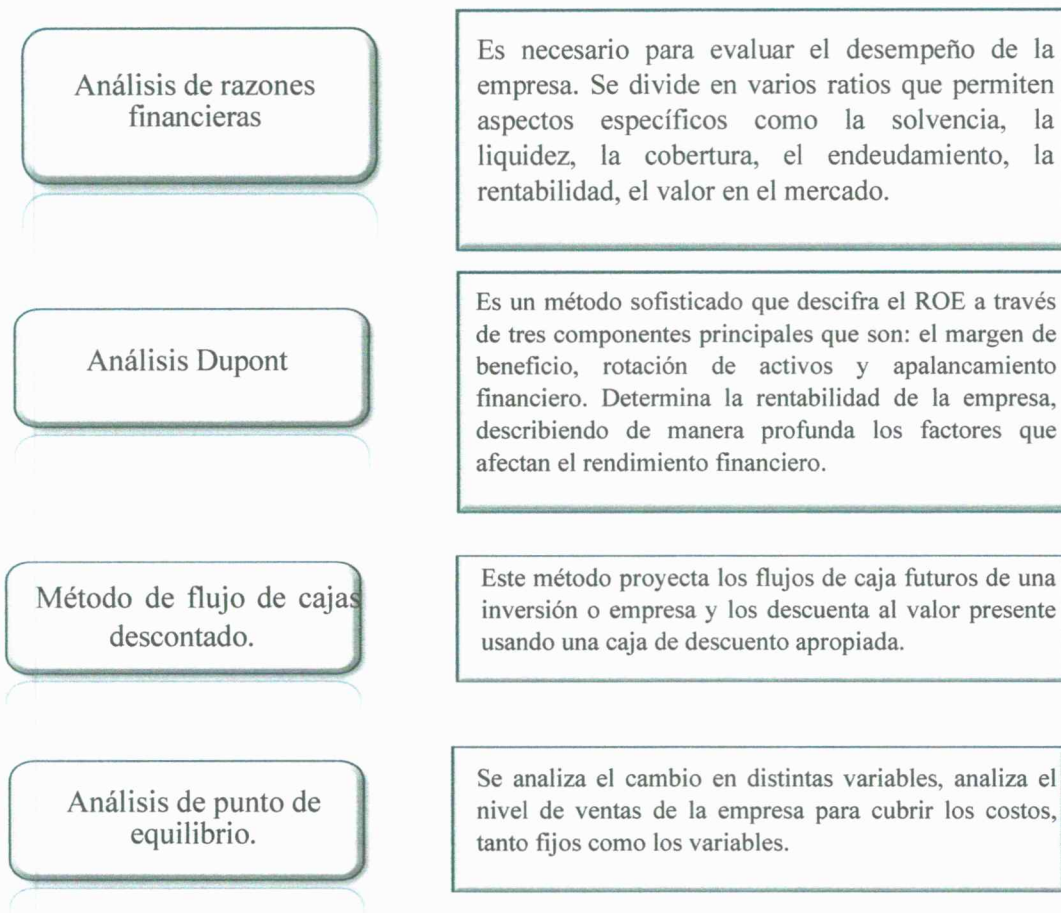 Análisis de razones
financieras
Es necesario para evaluar el desempeño de la
empresa. Se divide en varios ratios que permiten
aspectos específicos como la solvencia, la
liquidez, la cobertura, el endeudamiento, la
rentabilidad, el valor en el mercado.
Análisis Dupont
Es un método sofisticado que descifra el ROE a través
de tres componentes principales que son: el margen de
beneficio, rotación de activos y apalancamiento
financiero. Determina la rentabilidad de la empresa,
describiendo de manera profunda los factores que
afectan el rendimiento financiero.
Método de flujo de cajas
descontado.
Este método proyecta los flujos de caja futuros de una
inversión o empresa y los descuenta al valor presente
usando una caja de descuento apropiada.
Análisis de punto de
equilibrio.
Se analiza el cambio en distintas variables, analiza el
nivel de ventas de la empresa para cubrir los costos,
tanto fijos como los variables.